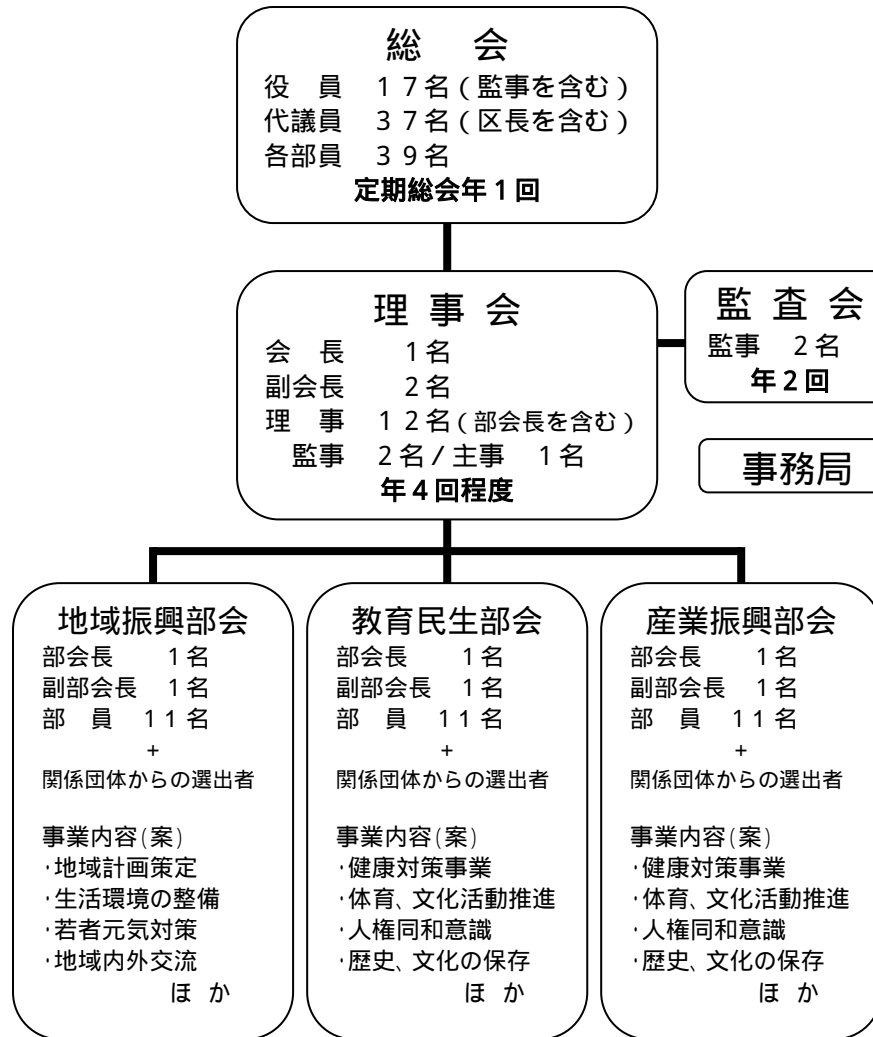 総　会
役　員　１７名（監事を含む）
代議員　３７名（区長を含む）
各部員　３９名
定期総会年１回
理 事 会
会　長　　１名
副会長　　２名
理　事　１２名（部会長を含む）
監事　２名／主事　１名
年４回程度
監 査 会
監事　２名
年２回
事務局
地域振興部会
部会長　　１名
副部会長　１名
部　員　１１名
+
関係団体からの選出者
事業内容（案）
・地域計画策定
・生活環境の整備
・若者元気対策
・地域内外交流
ほ か
教育民生部会
部会長　　１名
副部会長　１名
部　員　１１名
+
関係団体からの選出者
事業内容（案）
・健康対策事業
・体育、文化活動推進
・人権同和意識
・歴史、文化の保存
ほ か
産業振興部会
部会長　　１名
副部会長　１名
部　員　１１名
+
関係団体からの選出者
事業内容（案）
・健康対策事業
・体育、文化活動推進
・人権同和意識
・歴史、文化の保存
ほ か